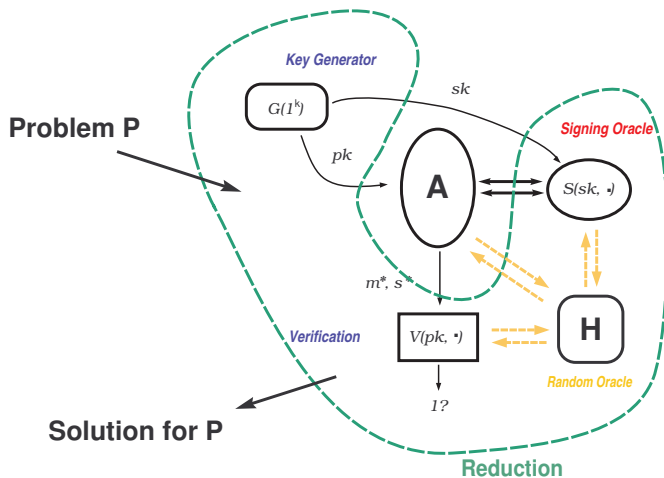 Key Generator
sk
G(1^k)
Problem P
Signing Oracle
pk
A
S(sk, ▪)
m*, s*
H
Verification
V(pk, ▪)
Random Oracle
1?
Solution for P
Reduction